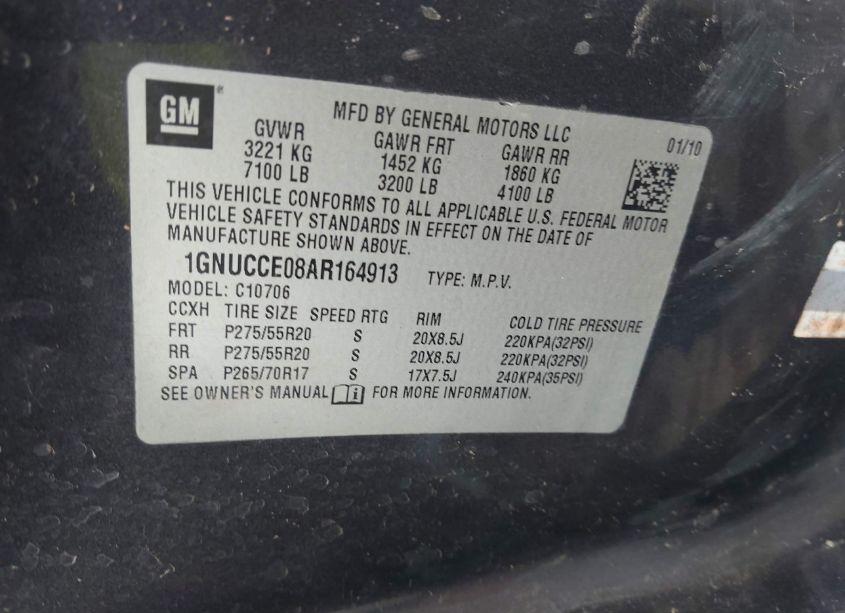 GM
MFD BY GENERAL MOTORS LLC
01/10
GVWR GAWR FRT GAWR RR
3221 KG 1452 KG 1860 KG
7100 LB 3200 LB 4100 LB
THIS VEHICLE CONFORMS TO ALL APPLICABLE U.S. FEDERAL MOTOR
VEHICLE SAFETY STANDARDS IN EFFECT ON THE DATE OF
MANUFACTURE SHOWN ABOVE.
1GNUCCE08AR164913 TYPE: M.P.V.
MODEL: C10706
CCXH TIRE SIZE SPEED RTG RIM COLD TIRE PRESSURE
FRT P275/55R20 S 20X8.5J 220KPA(32PSI)
RR P275/55R20 S 20X8.5J 220KPA(32PSI)
SPA P265/70R17 S 17X7.5J 240KPA(35PSI)
SEE OWNER'S MANUAL FOR MORE INFORMATION.